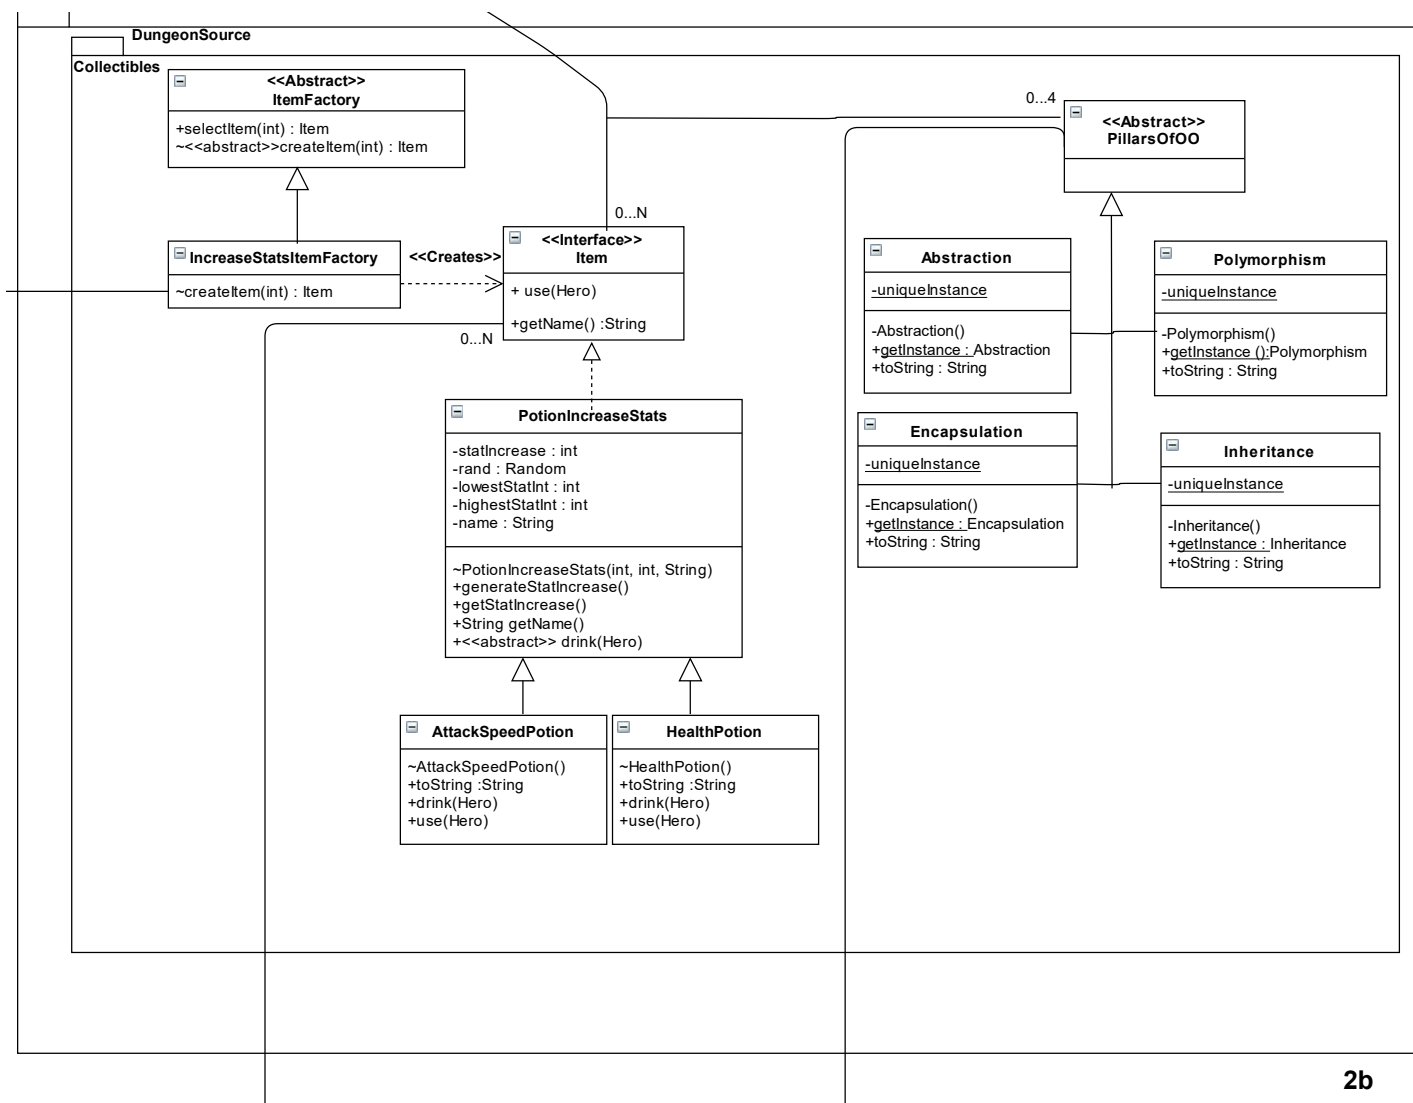 DungeonSource
Collectibles
<<Abstract>>
ItemFactory
+selectItem(int) : Item
~<<abstract>>createItem(int) : Item
IncreaseStatsItemFactory
~createItem(int) : Item
<<Creates>>
0...N
<<Interface>>
Item
+ use(Hero)
+getName() :String
0...N
PotionIncreaseStats
-statIncrease : int
-rand : Random
-lowestStatInt : int
-highestStatInt : int
-name : String
~PotionIncreaseStats(int, int, String)
+generateStatIncrease()
+getStatIncrease()
+String getName()
+<<abstract>> drink(Hero)
AttackSpeedPotion
~AttackSpeedPotion()
+toString :String
+drink(Hero)
+use(Hero)
HealthPotion
~HealthPotion()
+toString :String
+drink(Hero)
+use(Hero)
0...4
<<Abstract>>
PillarsOfOO
Abstraction
-uniqueInstance
-Abstraction()
+getInstance : Abstraction
+toString : String
Polymorphism
-uniqueInstance
-Polymorphism()
+getInstance ():Polymorphism
+toString : String
Encapsulation
-uniqueInstance
-Encapsulation()
+getInstance : Encapsulation
+toString : String
Inheritance
-uniqueInstance
-Inheritance()
+getInstance : Inheritance
+toString : String
2b